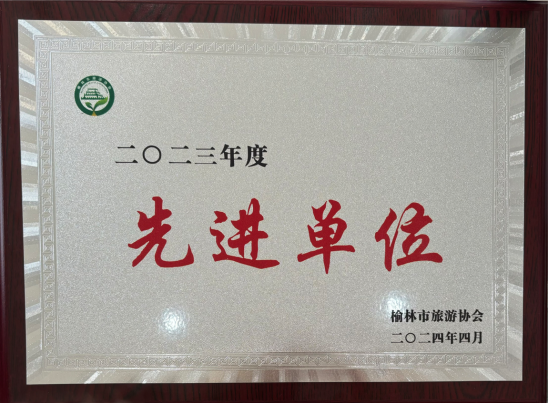 二〇二三年度
先进单位
榆林市旅游协会
二〇二四年四月